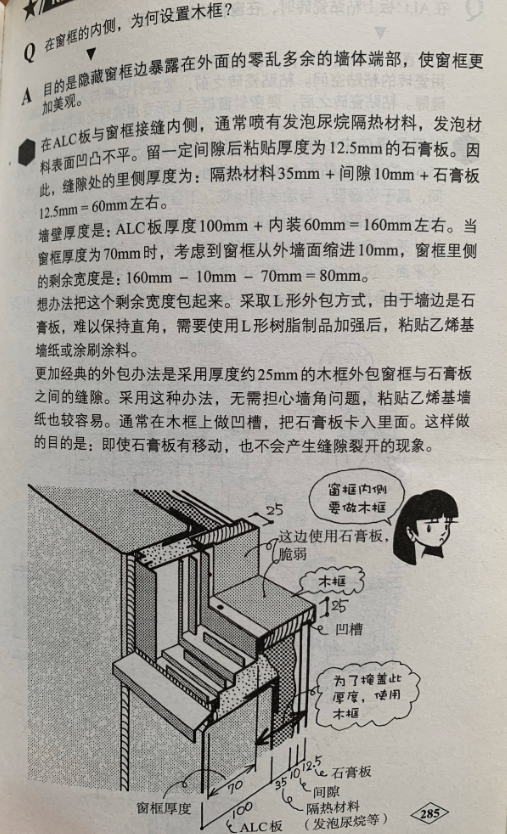 Q 在窗框的内侧，为何设置木框？
A 目的是隐藏窗框边暴露在外面的零乱多余的墙体端部，使窗框更
加美观。
在ALC板与窗框接缝内侧，通常喷有发泡尿烷隔热材料，发泡材
料表面凹凸不平。留一定间隙后粘贴厚度为12.5mm的石膏板。因
此，缝隙处的里侧厚度为：隔热材料35mm + 间隙10mm + 石膏板
12.5mm = 60mm左右。
墙壁厚度是：ALC板厚度100mm + 内装60mm = 160mm左右。当
窗框厚度为70mm时，考虑到窗框从外墙面缩进10mm，窗框里侧
的剩余宽度是：160mm － 10mm － 70mm = 80mm。
想办法把这个剩余宽度包起来。采取L形外包方式，由于墙边是石
膏板，难以保持直角，需要使用L形树脂制品加强后，粘贴乙烯基
墙纸或涂刷涂料。
更加经典的外包办法是采用厚度约25mm的木框外包窗框与石膏板
之间的缝隙。采用这种办法，无需担心墙角问题，粘贴乙烯基墙
纸也较容易。通常在木框上做凹槽，把石膏板卡入里面。这样做
的目的是：即使石膏板有移动，也不会产生缝隙裂开的现象。
窗框内侧
要做木框
25
这边使用石膏板，
脆弱
木框
25
凹槽
为了掩盖此
厚度，使用
木框
70
100
35
10
12.5
石膏板
间隙
隔热材料
（发泡尿烷等）
窗框厚度
ALC板
285